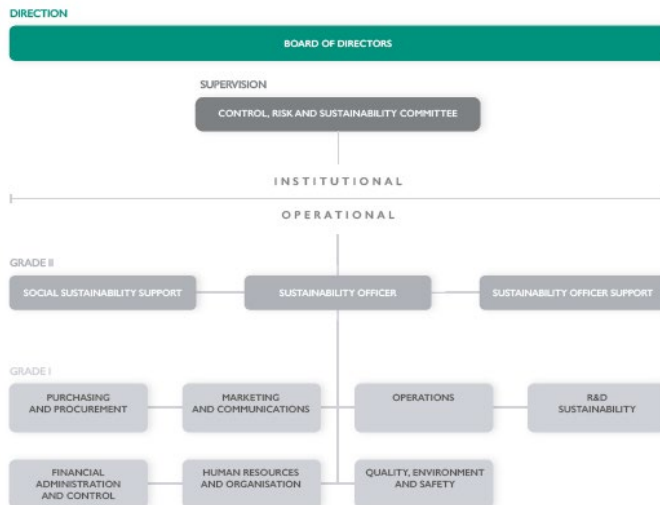 DIRECTION
BOARD OF DIRECTORS
SUPERVISION
CONTROL, RISK AND SUSTAINABILITY COMMITTEE
INSTITUTIONAL
OPERATIONAL
GRADE II
SOCIAL SUSTAINABILITY SUPPORT
SUSTAINABILITY OFFICER
SUSTAINABILITY OFFICER SUPPORT
GRADE I
PURCHASING
AND PROCUREMENT
MARKETING
AND COMMUNICATIONS
OPERATIONS
R&D
SUSTAINABILITY
FINANCIAL
ADMINISTRATION
AND CONTROL
HUMAN RESOURCES
AND ORGANISATION
QUALITY, ENVIRONMENT
AND SAFETY